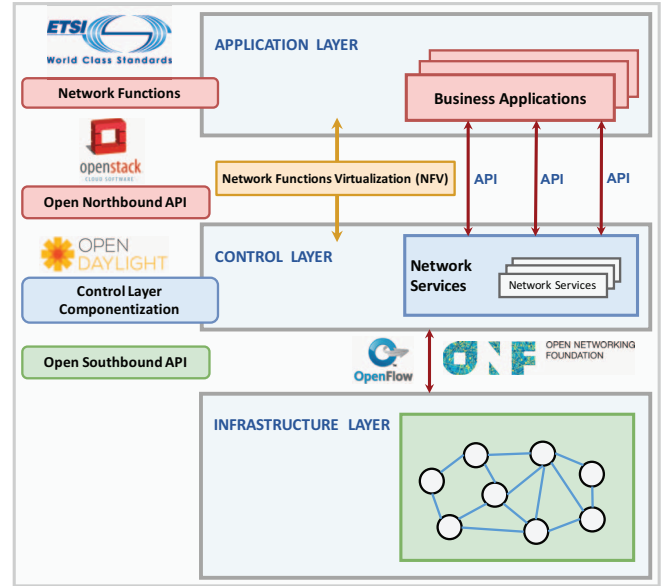 ETSI
World Class Standards
APPLICATION LAYER
Network Functions
Business Applications
openstack
CLOUD SOFTWARE
Network Functions Virtualization (NFV)
API
API
API
Open Northbound API
OPEN
DAYLIGHT
CONTROL LAYER
Network
Services
Network Services
Control Layer
Componentization
Open Southbound API
OpenFlow
ONF
OPEN NETWORKING
FOUNDATION
INFRASTRUCTURE LAYER